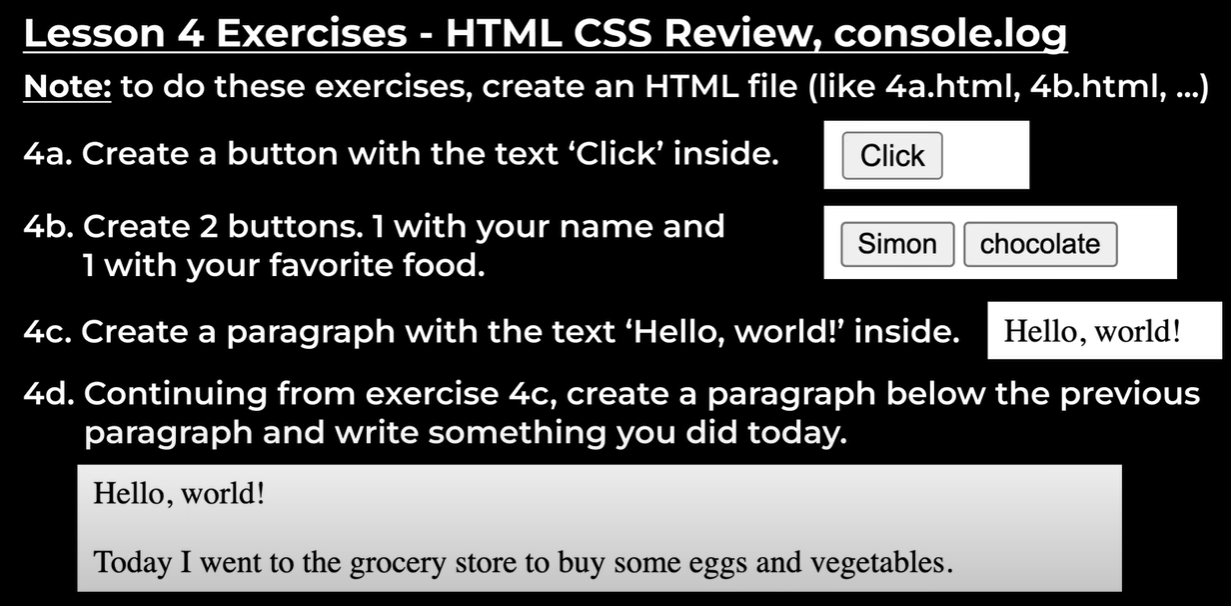 Lesson 4 Exercises - HTML CSS Review, console.log
Note: to do these exercises, create an HTML file (like 4a.html, 4b.html, ...)
4a. Create a button with the text ‘Click’ inside.
Click
4b. Create 2 buttons. 1 with your name and
1 with your favorite food.
Simon chocolate
4c. Create a paragraph with the text ‘Hello, world!’ inside.
Hello, world!
4d. Continuing from exercise 4c, create a paragraph below the previous
paragraph and write something you did today.
Hello, world!
Today I went to the grocery store to buy some eggs and vegetables.